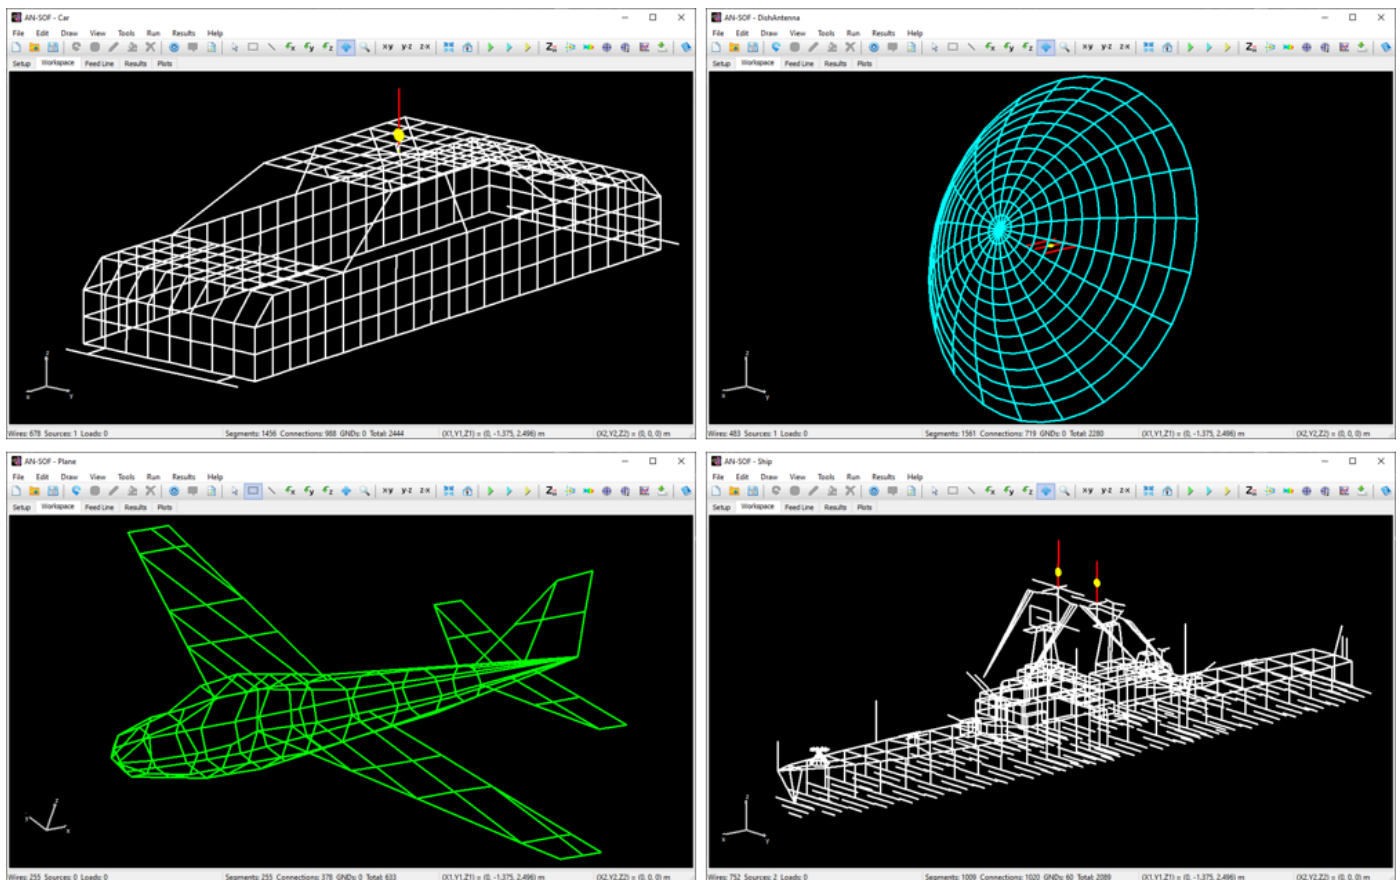 AN-SOF - Car
File Edit Draw View Tools Run Results Help
x-y y-z z-x
Setup Workspace Feed Line Results Plots
z
x y
Wires: 678 Sources: 1 Loads: 0 Segments: 1456 Connections: 988 GNDs: 0 Total: 2444 (X1,Y1,Z1) = (0, -1.375, 2.496) m (X2,Y2,Z2) = (0, 0, 0) m
AN-SOF - DishAntenna
File Edit Draw View Tools Run Results Help
x-y y-z z-x
Setup Workspace Feed Line Results Plots
z
x y
Wires: 483 Sources: 1 Loads: 0 Segments: 1561 Connections: 719 GNDs: 0 Total: 2280 (X1,Y1,Z1) = (0, -1.375, 2.496) m (X2,Y2,Z2) = (0, 0, 0) m
AN-SOF - Plane
File Edit Draw View Tools Run Results Help
x-y y-z z-x
Setup Workspace Feed Line Results Plots
z
y x
Wires: 255 Sources: 0 Loads: 0 Segments: 255 Connections: 378 GNDs: 0 Total: 633 (X1,Y1,Z1) = (0, -1.375, 2.496) m (X2,Y2,Z2) = (0, 0, 0) m
AN-SOF - Ship
File Edit Draw View Tools Run Results Help
x-y y-z z-x
Setup Workspace Feed Line Results Plots
z
x y
Wires: 752 Sources: 2 Loads: 0 Segments: 1009 Connections: 1020 GNDs: 60 Total: 2089 (X1,Y1,Z1) = (0, -1.375, 2.496) m (X2,Y2,Z2) = (0, 0, 0) m